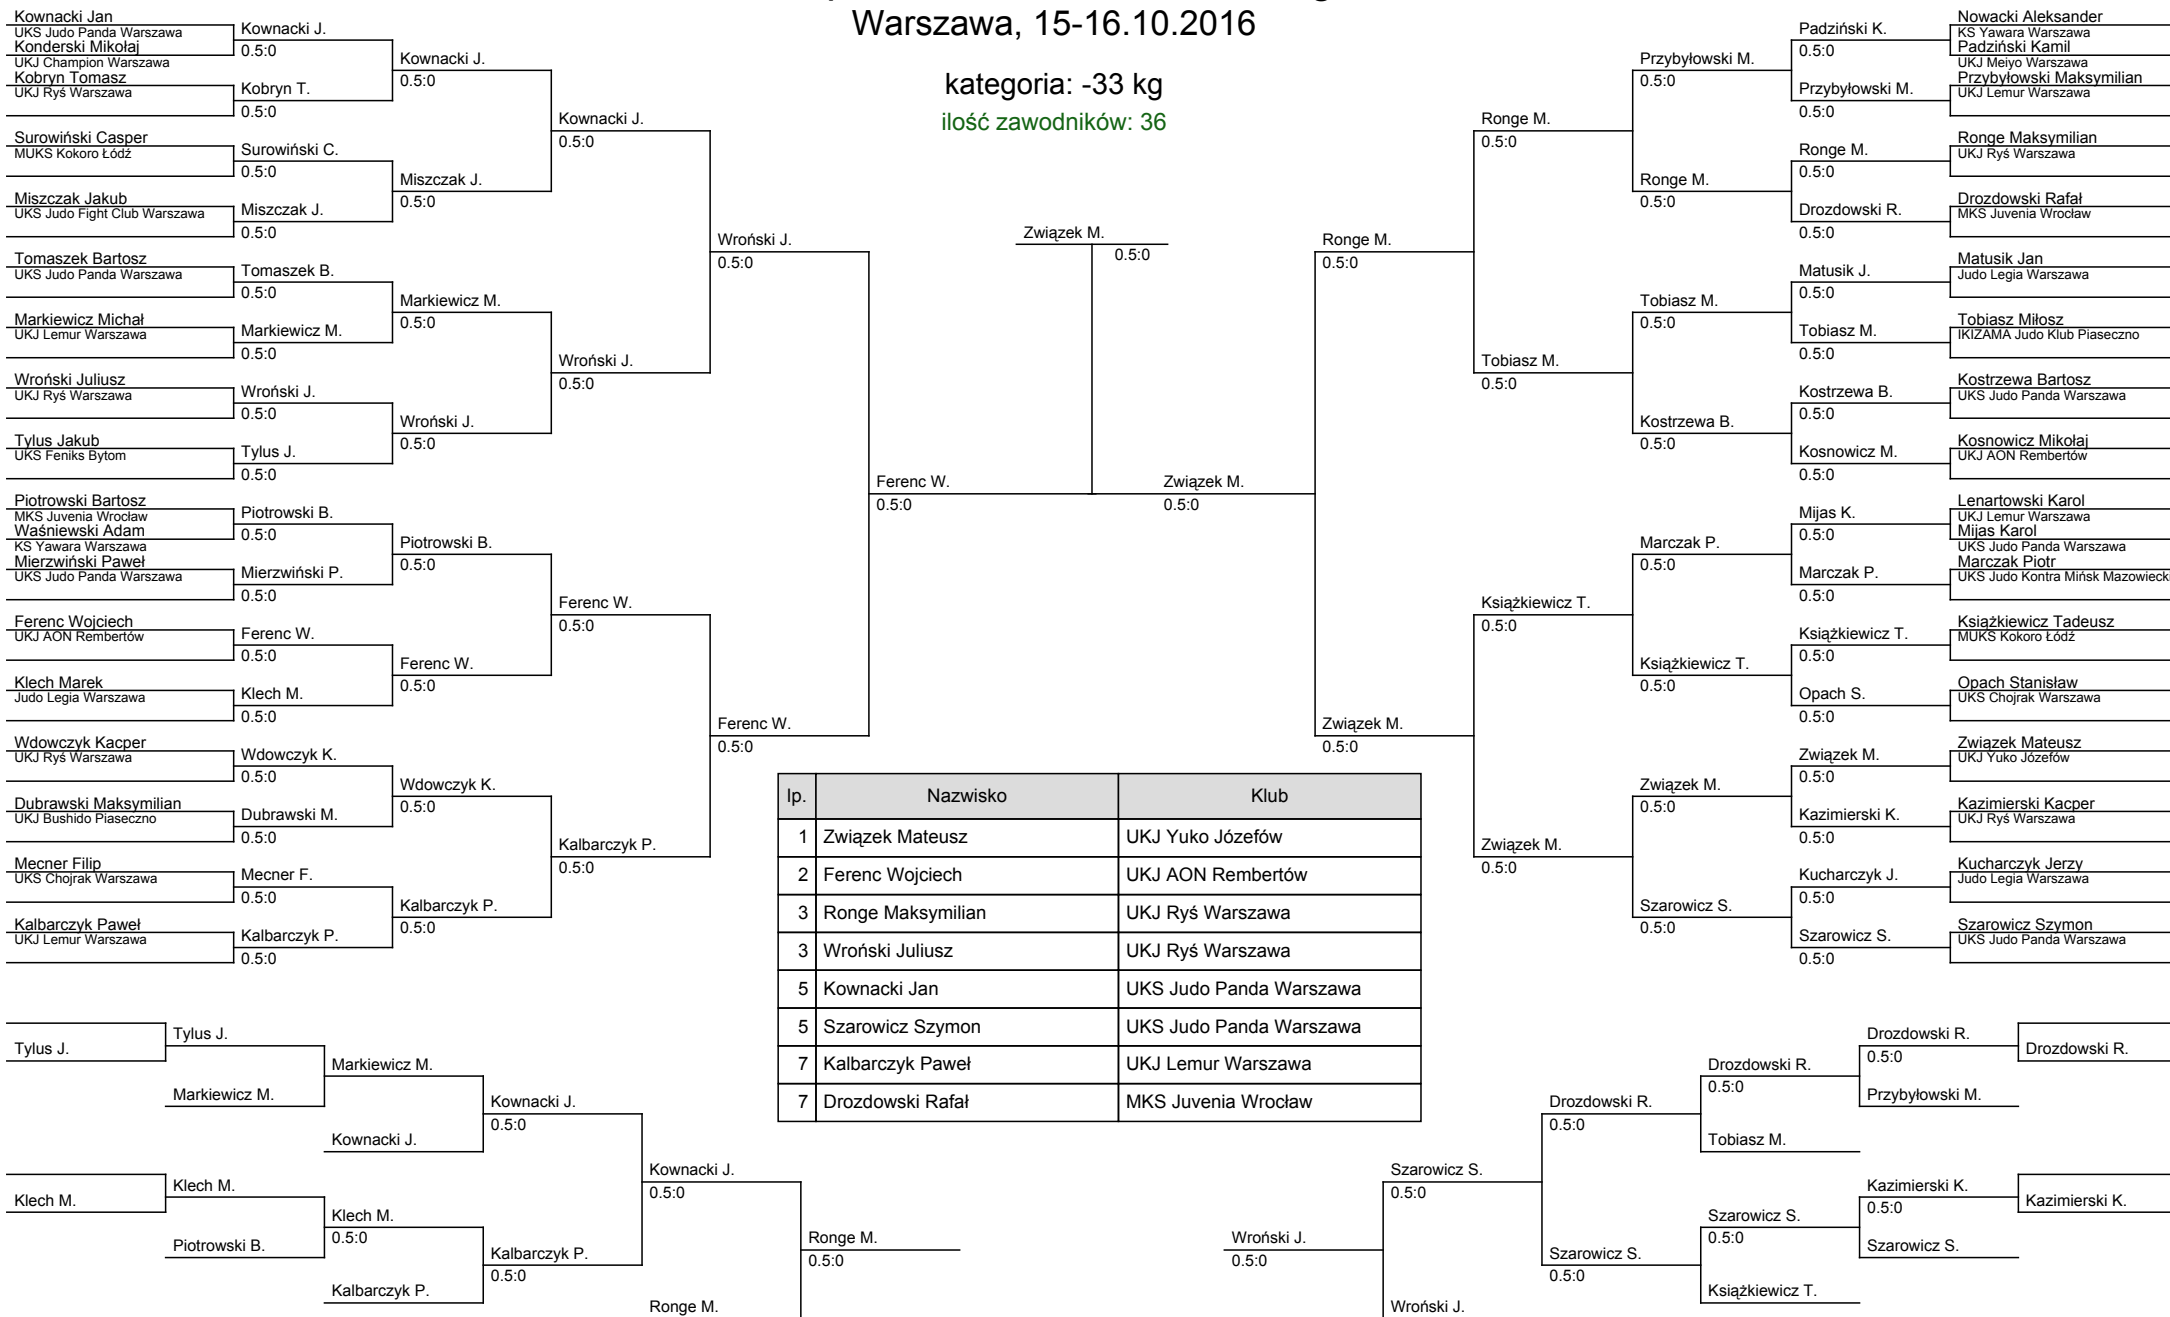 Warszawa, 15-16.10.2016
kategoria: -33 kg
ilość zawodników: 36
Kownacki Jan
UKS Judo Panda Warszawa
Konderski Mikołaj
UKJ Champion Warszawa
Kobryn Tomasz
UKJ Ryś Warszawa
Surowiński Casper
MUKS Kokoro Łódź
Miszczak Jakub
UKS Judo Fight Club Warszawa
Tomaszek Bartosz
UKS Judo Panda Warszawa
Markiewicz Michał
UKJ Lemur Warszawa
Wroński Juliusz
UKJ Ryś Warszawa
Tylus Jakub
UKS Feniks Bytom
Piotrowski Bartosz
MKS Juvenia Wrocław
Waśniewski Adam
KS Yawara Warszawa
Mierzwiński Paweł
UKS Judo Panda Warszawa
Ferenc Wojciech
UKJ AON Rembertów
Klech Marek
Judo Legia Warszawa
Wdowczyk Kacper
UKJ Ryś Warszawa
Dubrawski Maksymilian
UKJ Bushido Piaseczno
Mecner Filip
UKS Chojrak Warszawa
Kalbarczyk Paweł
UKJ Lemur Warszawa
Kownacki J.
0.5:0
Kobryn T.
0.5:0
Surowiński C.
0.5:0
Miszczak J.
0.5:0
Tomaszek B.
0.5:0
Markiewicz M.
0.5:0
Wroński J.
0.5:0
Tylus J.
0.5:0
Piotrowski B.
0.5:0
Mierzwiński P.
0.5:0
Ferenc W.
0.5:0
Klech M.
0.5:0
Wdowczyk K.
0.5:0
Dubrawski M.
0.5:0
Mecner F.
0.5:0
Kalbarczyk P.
0.5:0
Kownacki J.
0.5:0
Miszczak J.
0.5:0
Markiewicz M.
0.5:0
Wroński J.
0.5:0
Piotrowski B.
0.5:0
Ferenc W.
0.5:0
Wdowczyk K.
0.5:0
Kalbarczyk P.
0.5:0
Kownacki J.
0.5:0
Wroński J.
0.5:0
Ferenc W.
0.5:0
Kalbarczyk P.
0.5:0
Wroński J.
0.5:0
Ferenc W.
0.5:0
Ferenc W.
0.5:0
Związek M.
0.5:0
Związek M.
0.5:0
Ronge M.
0.5:0
Związek M.
0.5:0
Ronge M.
0.5:0
Tobiasz M.
0.5:0
Książkiewicz T.
0.5:0
Związek M.
0.5:0
Przybyłowski M.
0.5:0
Ronge M.
0.5:0
Tobiasz M.
0.5:0
Kostrzewa B.
0.5:0
Marczak P.
0.5:0
Książkiewicz T.
0.5:0
Związek M.
0.5:0
Szarowicz S.
0.5:0
Padziński K.
0.5:0
Przybyłowski M.
0.5:0
Ronge M.
0.5:0
Drozdowski R.
0.5:0
Matusik J.
0.5:0
Tobiasz M.
0.5:0
Kostrzewa B.
0.5:0
Kosnowicz M.
0.5:0
Mijas K.
0.5:0
Marczak P.
0.5:0
Książkiewicz T.
0.5:0
Opach S.
0.5:0
Związek M.
0.5:0
Kazimierski K.
0.5:0
Kucharczyk J.
0.5:0
Szarowicz S.
0.5:0
Nowacki Aleksander
KS Yawara Warszawa
Padziński Kamil
UKJ Meiyo Warszawa
Przybyłowski Maksymilian
UKJ Lemur Warszawa
Ronge Maksymilian
UKJ Ryś Warszawa
Drozdowski Rafał
MKS Juvenia Wrocław
Matusik Jan
Judo Legia Warszawa
Tobiasz Miłosz
IKIZAMA Judo Klub Piaseczno
Kostrzewa Bartosz
UKS Judo Panda Warszawa
Kosnowicz Mikołaj
UKJ AON Rembertów
Lenartowski Karol
UKJ Lemur Warszawa
Mijas Karol
UKS Judo Panda Warszawa
Marczak Piotr
UKS Judo Kontra Mińsk Mazowiecki
Książkiewicz Tadeusz
MUKS Kokoro Łódź
Opach Stanisław
UKS Chojrak Warszawa
Związek Mateusz
UKJ Yuko Józefów
Kazimierski Kacper
UKJ Ryś Warszawa
Kucharczyk Jerzy
Judo Legia Warszawa
Szarowicz Szymon
UKS Judo Panda Warszawa
lp. Nazwisko Klub
1 Związek Mateusz UKJ Yuko Józefów
2 Ferenc Wojciech UKJ AON Rembertów
3 Ronge Maksymilian UKJ Ryś Warszawa
3 Wroński Juliusz UKJ Ryś Warszawa
5 Kownacki Jan UKS Judo Panda Warszawa
5 Szarowicz Szymon UKS Judo Panda Warszawa
7 Kalbarczyk Paweł UKJ Lemur Warszawa
7 Drozdowski Rafał MKS Juvenia Wrocław
Tylus J.
Klech M.
Tylus J.
Markiewicz M.
Klech M.
Piotrowski B.
Markiewicz M.
Kownacki J.
Klech M.
0.5:0
Kalbarczyk P.
Kownacki J.
0.5:0
Kalbarczyk P.
0.5:0
Kownacki J.
0.5:0
Ronge M.
Ronge M.
0.5:0
Wroński J.
0.5:0
Szarowicz S.
0.5:0
Wroński J.
Drozdowski R.
0.5:0
Szarowicz S.
0.5:0
Drozdowski R.
0.5:0
Tobiasz M.
Szarowicz S.
0.5:0
Książkiewicz T.
Drozdowski R.
0.5:0
Przybyłowski M.
Kazimierski K.
0.5:0
Szarowicz S.
Drozdowski R.
Kazimierski K.